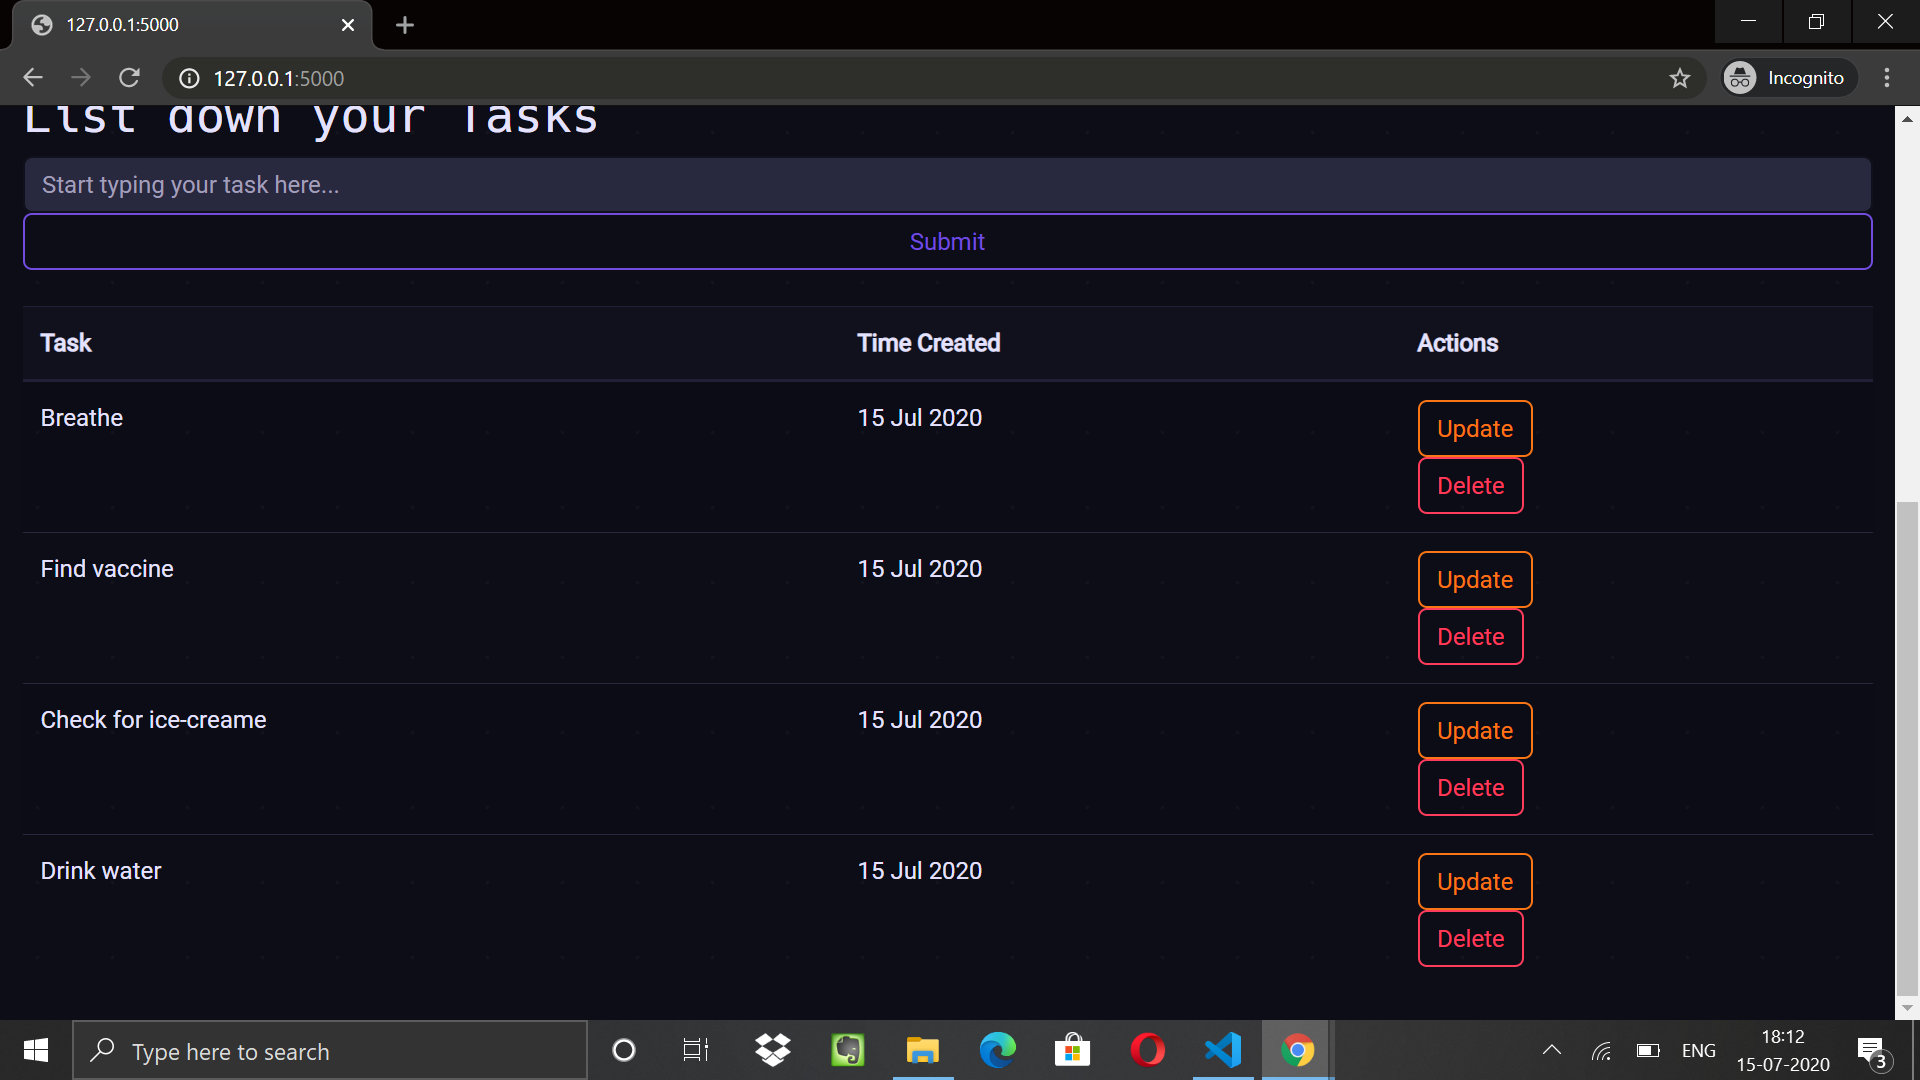 127.0.0.1:5000
127.0.0.1:5000
Incognito
List down your Tasks
Start typing your task here...
Submit
Task Time Created Actions
Breathe 15 Jul 2020 Update
Delete
Find vaccine 15 Jul 2020 Update
Delete
Check for ice-creame 15 Jul 2020 Update
Delete
Drink water 15 Jul 2020 Update
Delete
Type here to search
ENG
18:12
15-07-2020
3